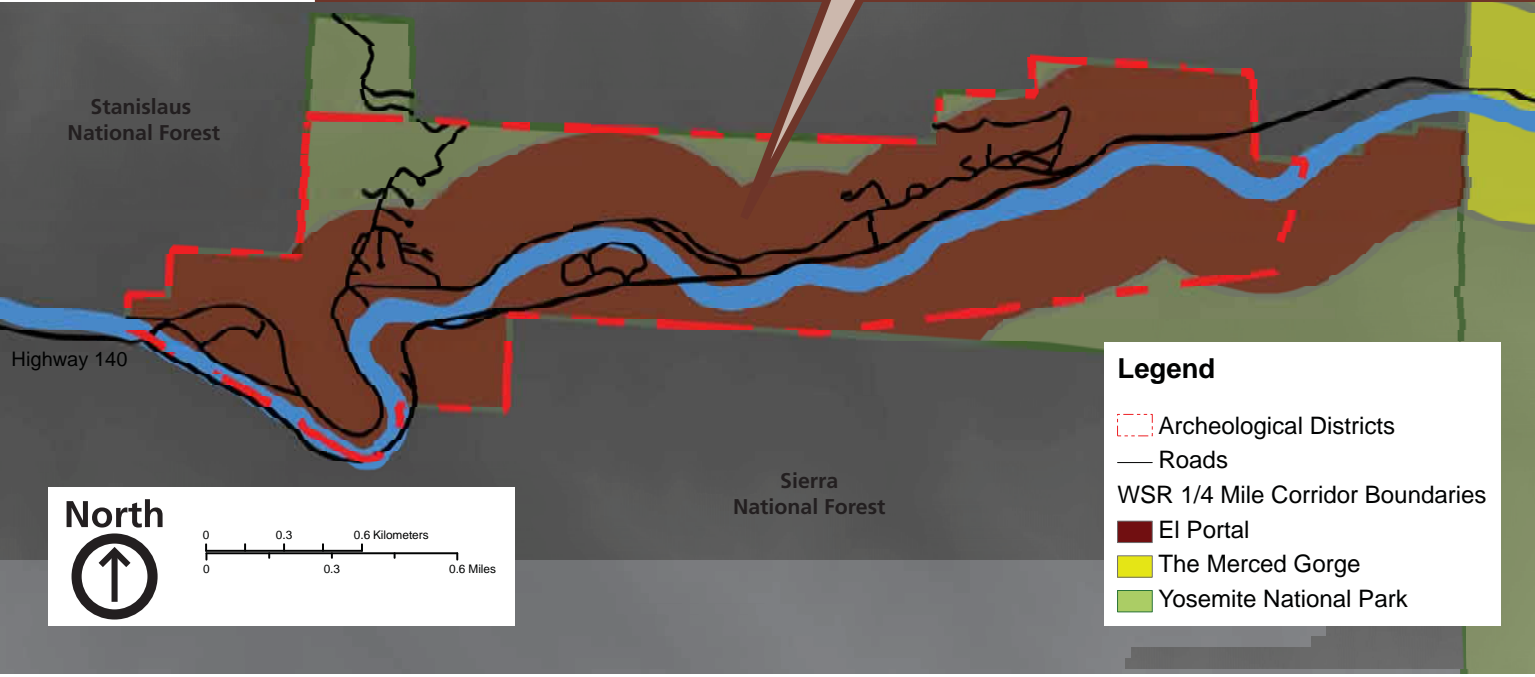 Stanislaus
National Forest
Highway 140
Sierra
National Forest
North
0 0.3 0.6 Kilometers
0 0.3 0.6 Miles
Legend
Archeological Districts
Roads
WSR 1/4 Mile Corridor Boundaries
El Portal
The Merced Gorge
Yosemite National Park